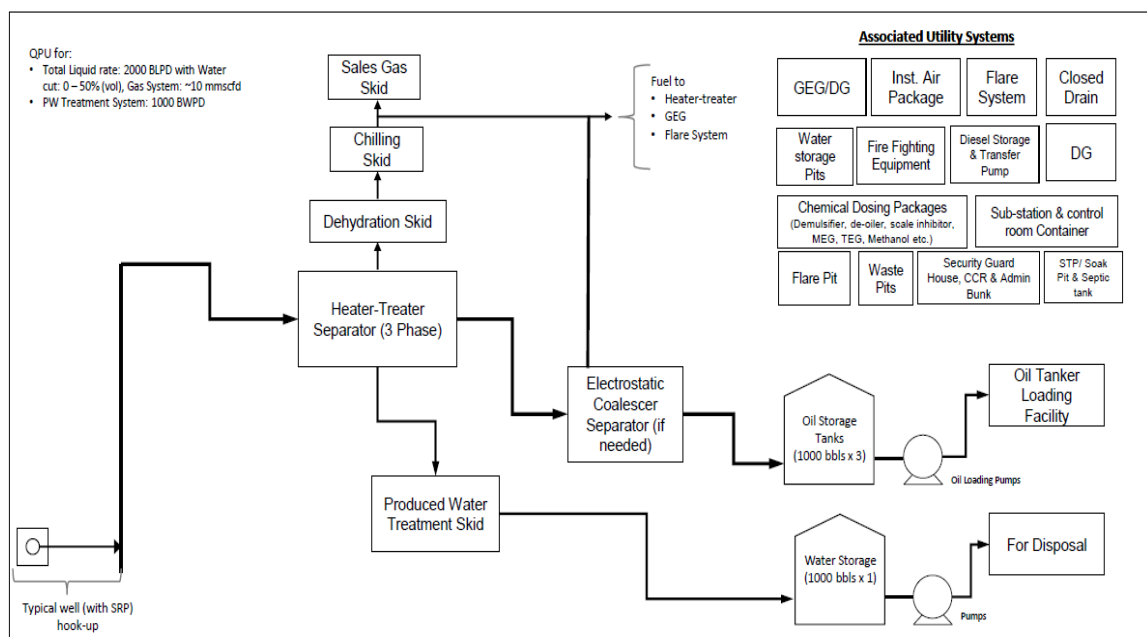 QPU for:
• Total Liquid rate: 2000 BLPD with Water
cut: 0 – 50% (vol), Gas System: ~10 mmscfd
• PW Treatment System: 1000 BWPD
Sales Gas
Skid
Chilling
Skid
Dehydration Skid
Heater-Treater
Separator (3 Phase)
Fuel to
• Heater-treater
• GEG
• Flare System
Electrostatic
Coalescer
Separator (if
needed)
Produced Water
Treatment Skid
Typical well (with SRP)
hook-up
Oil Storage
Tanks
(1000 bbls x 3)
Oil Loading Pumps
Oil Tanker
Loading
Facility
Water Storage
(1000 bbls x 1)
Pumps
For Disposal
Associated Utility Systems
GEG/DG
Inst. Air
Package
Flare
System
Closed
Drain
Water
storage
Pits
Fire Fighting
Equipment
Diesel Storage
& Transfer
Pump
DG
Chemical Dosing Packages
(Demulsifier, de-oiler, scale inhibitor,
MEG, TEG, Methanol etc.)
Sub-station & control
room Container
Flare Pit
Waste
Pits
Security Guard
House, CCR & Admin
Bunk
STP/ Soak
Pit & Septic
tank